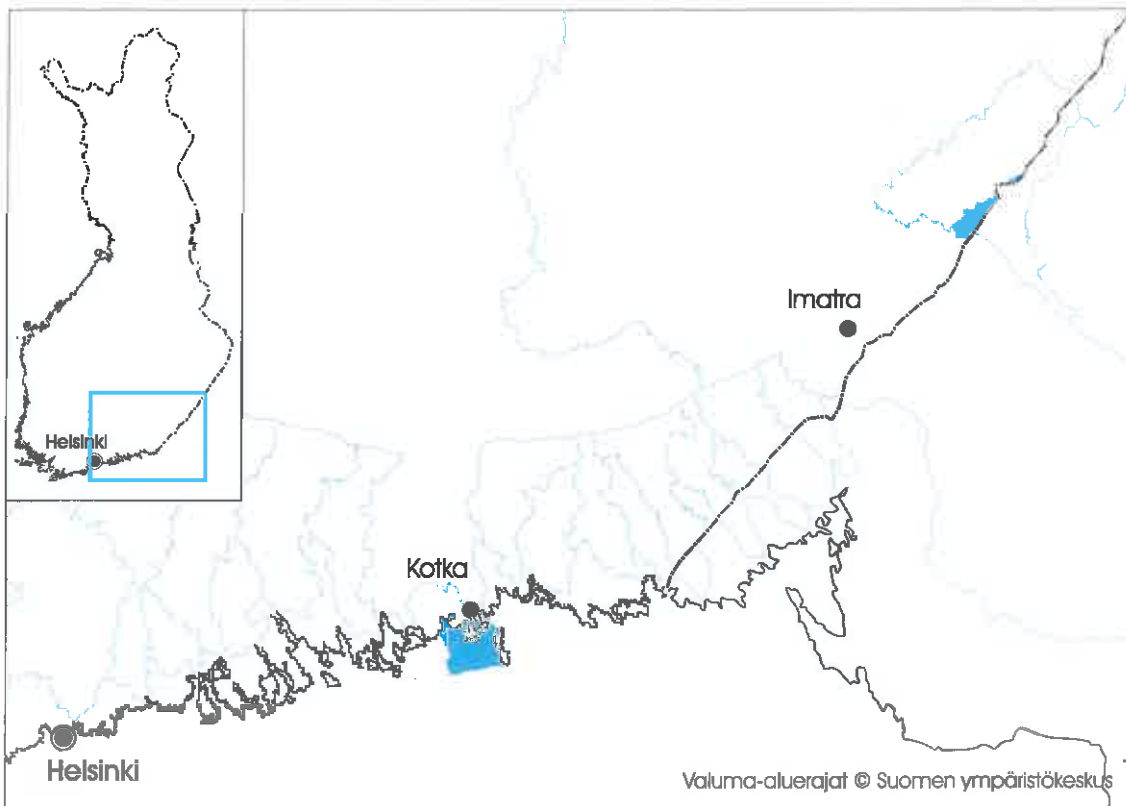 Helsinki
Imatra
Kotka
Helsinki
Valuma-aluerajat © Suomen ympäristökeskus